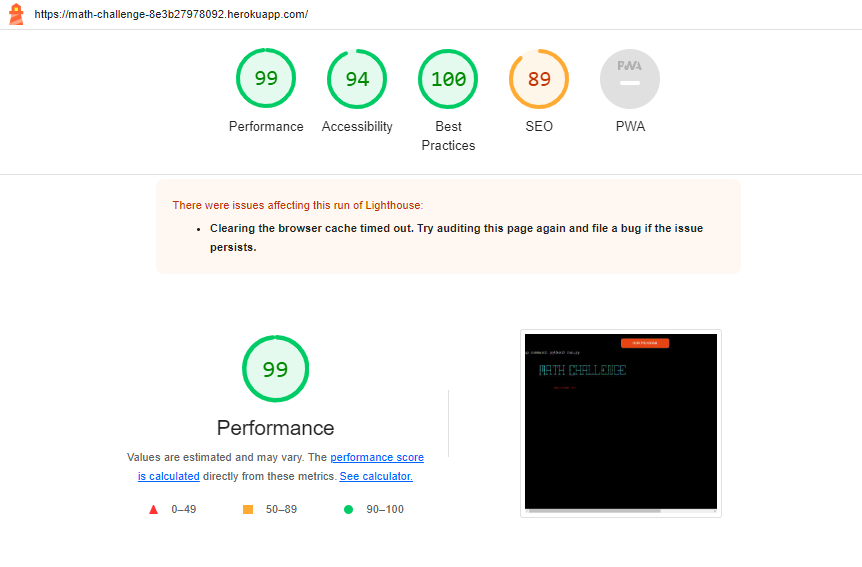 https://math-challenge-8e3b27978092.herokuapp.com/
99
94
100
89
PWA
Performance
Accessibility
Best
Practices
SEO
PWA
There were issues affecting this run of Lighthouse:
• Clearing the browser cache timed out. Try auditing this page again and file a bug if the issue
persists.
99
Performance
Values are estimated and may vary. The performance score
is calculated directly from these metrics. See calculator.
0–49
50–89
90–100
MATH CHALLENGE